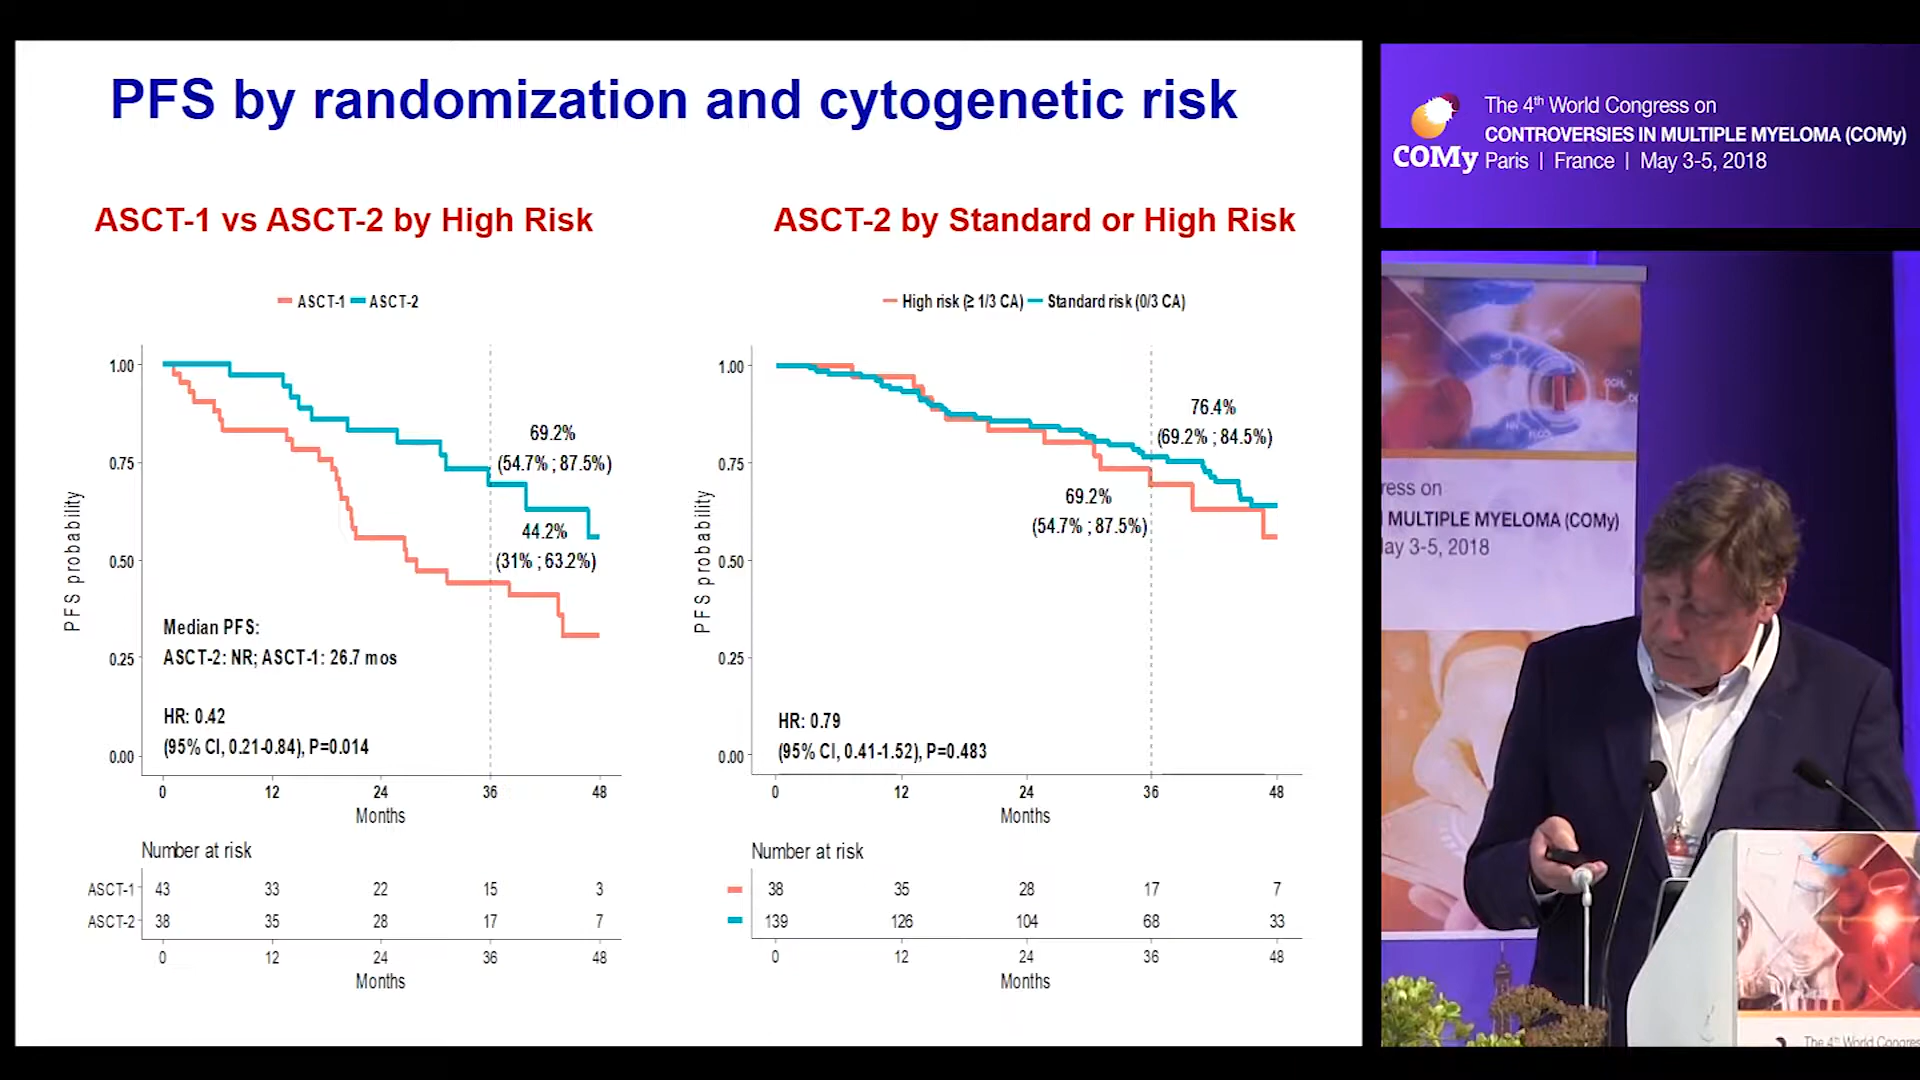 PFS by randomization and cytogenetic risk
ASCT-1 vs ASCT-2 by High Risk
ASCT-1 ASCT-2
1.00
0.75
0.50
0.25
0.00
PFS probability
69.2%
(54.7% ; 87.5%)
44.2%
(31% ; 63.2%)
Median PFS:
ASCT-2: NR; ASCT-1: 26.7 mos
HR: 0.42
(95% CI, 0.21-0.84), P=0.014
0 12 24 36 48
Months
Number at risk
ASCT-1 43 33 22 15 3
ASCT-2 38 35 28 17 7
0 12 24 36 48
Months
ASCT-2 by Standard or High Risk
High risk (≥ 1/3 CA) Standard risk (0/3 CA)
1.00
0.75
0.50
0.25
0.00
PFS probability
76.4%
(69.2% ; 84.5%)
69.2%
(54.7% ; 87.5%)
HR: 0.79
(95% CI, 0.41-1.52), P=0.483
0 12 24 36 48
Months
Number at risk
38 35 28 17 7
139 126 104 68 33
0 12 24 36 48
Months
COMy
The 4th World Congress on
CONTROVERSIES IN MULTIPLE MYELOMA (COMy)
Paris | France | May 3-5, 2018
ress on
MULTIPLE MYELOMA (COMy)
ay 3-5, 2018
The 4th World Congress